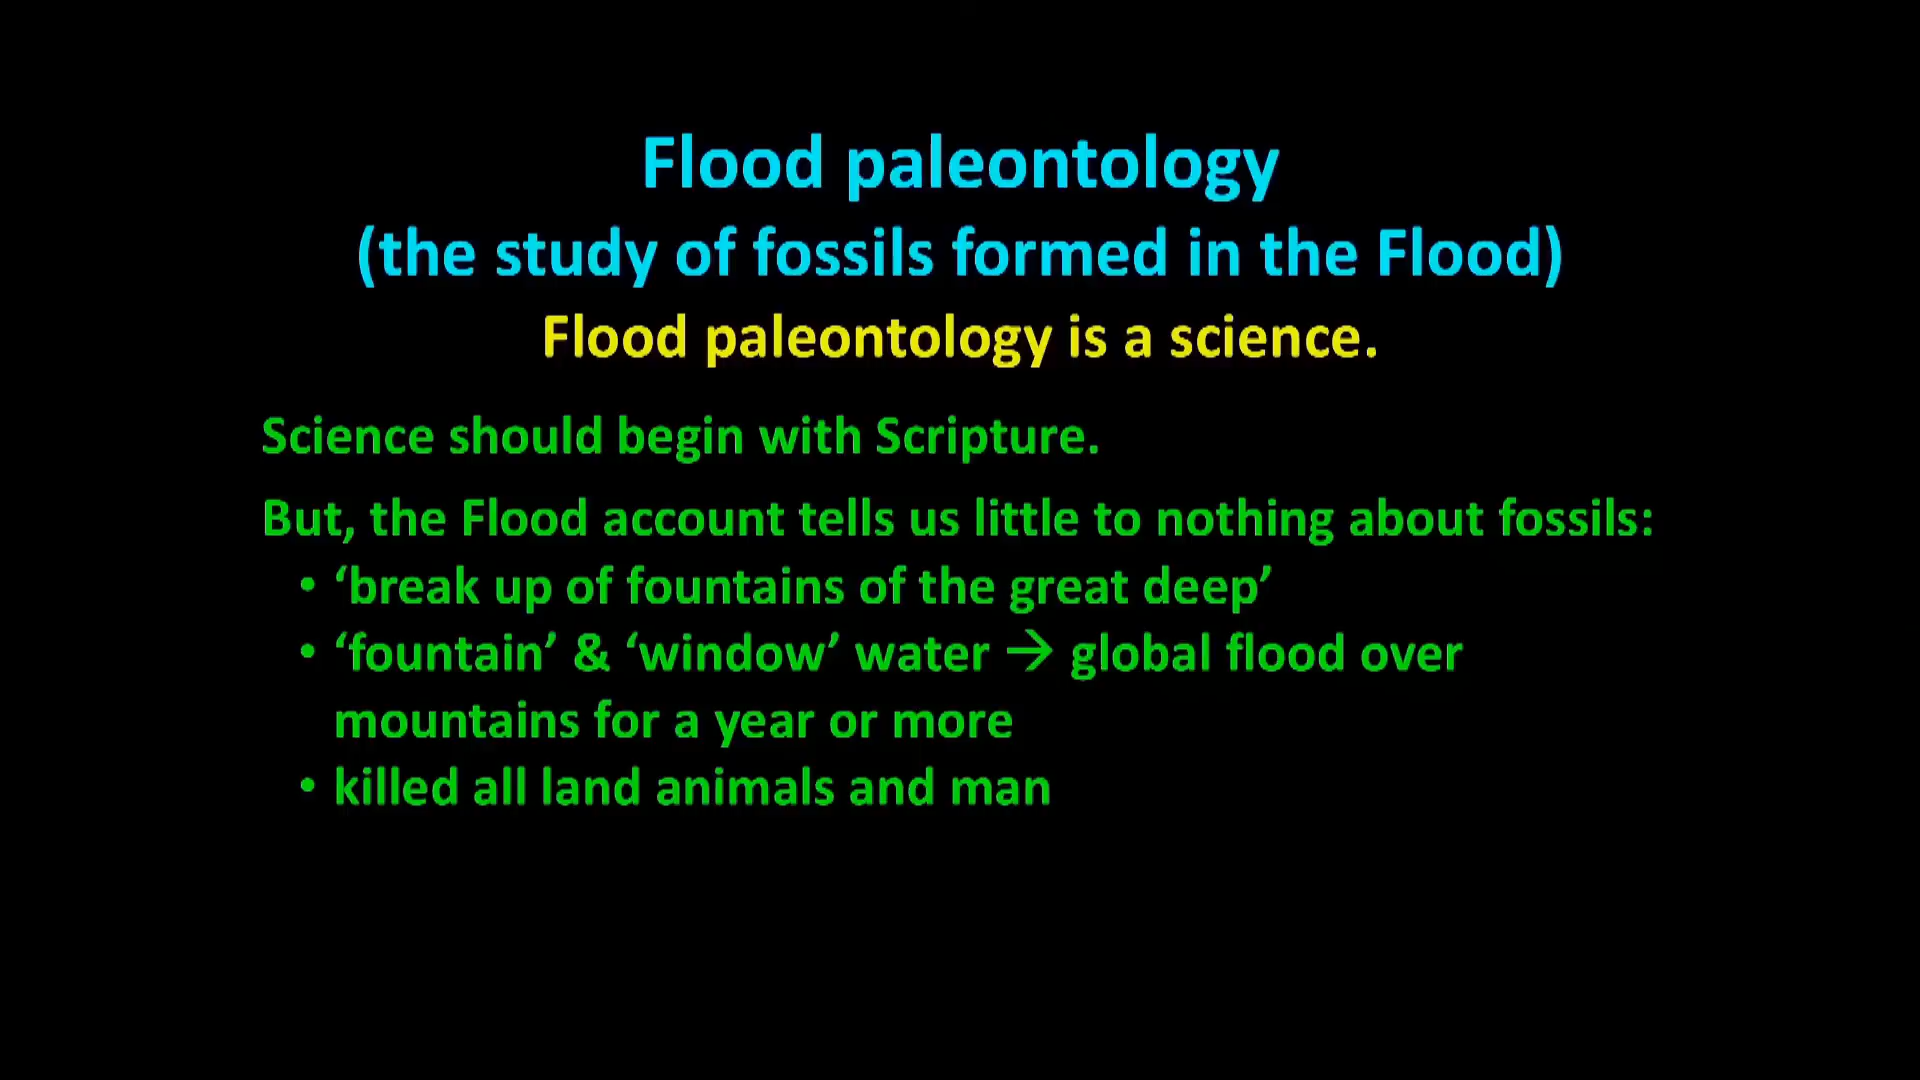 Flood paleontology
(the study of fossils formed in the Flood)
Flood paleontology is a science.
Science should begin with Scripture.
But, the Flood account tells us little to nothing about fossils:
• ‘break up of fountains of the great deep’
• ‘fountain’ & ‘window’ water → global flood over
mountains for a year or more
• killed all land animals and man